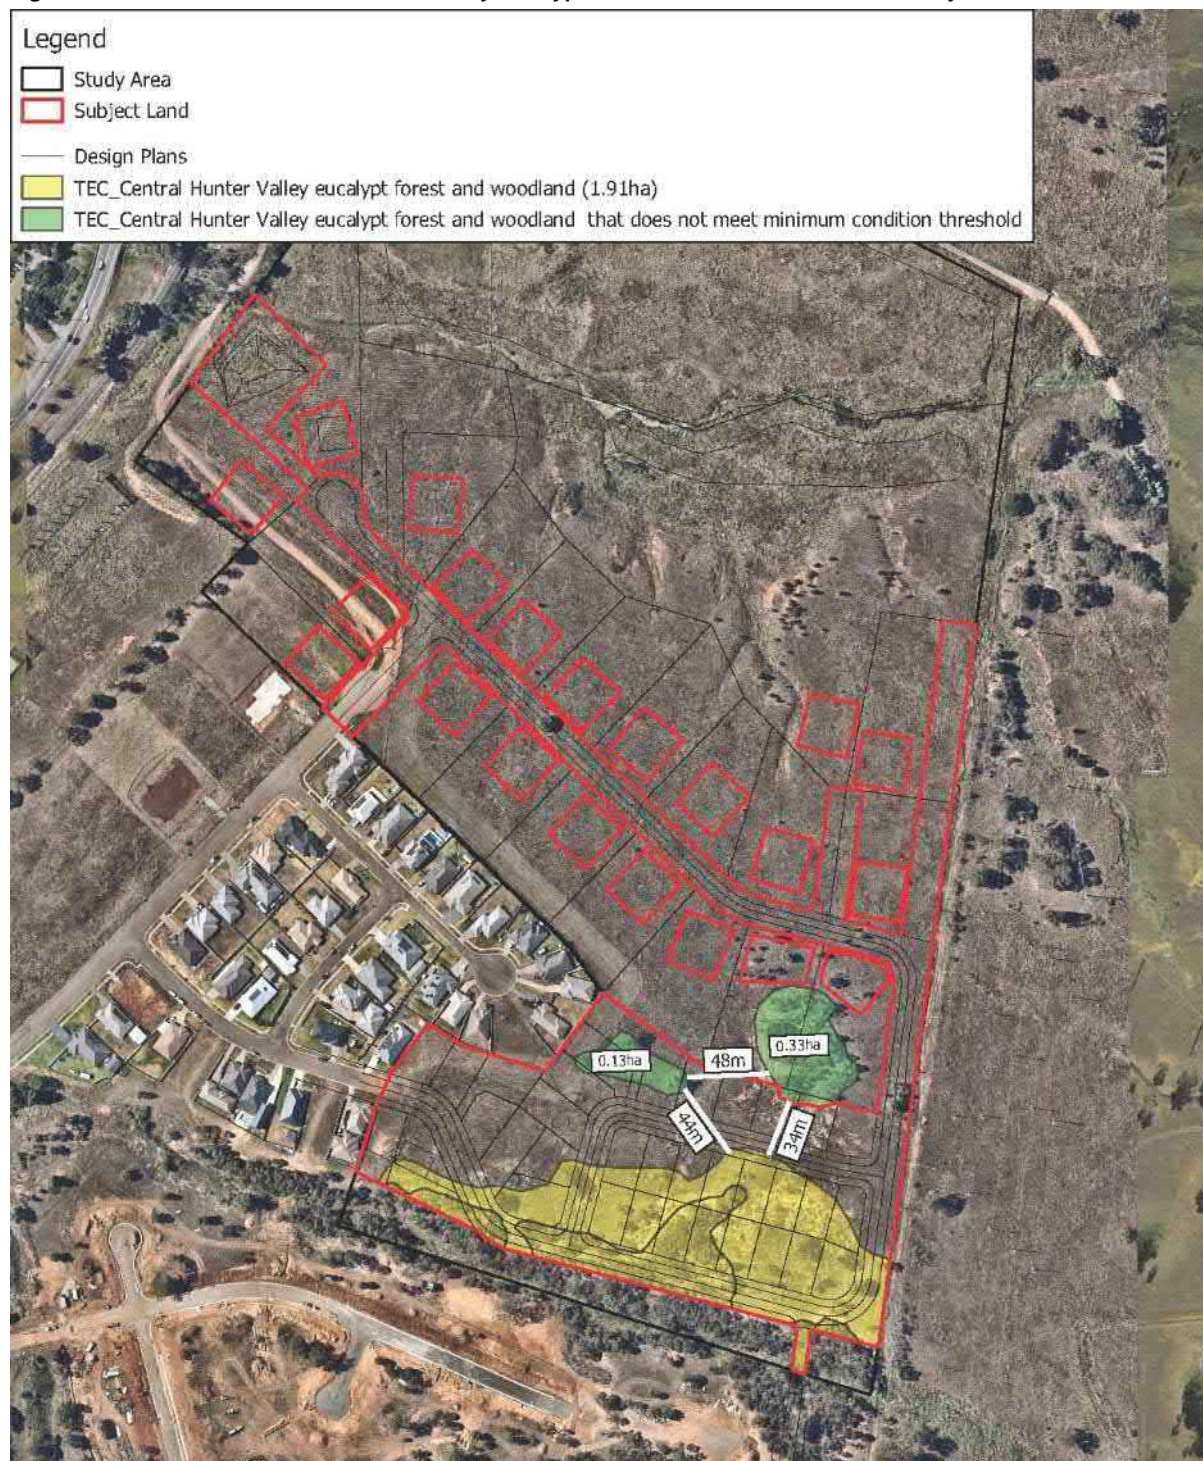 Legend
Study Area
Subject Land
Design Plans
TEC_Central Hunter Valley eucalypt forest and woodland (1.91ha)
TEC_Central Hunter Valley eucalypt forest and woodland that does not meet minimum condition threshold
0.13ha
48m
0.33ha
44m
34m